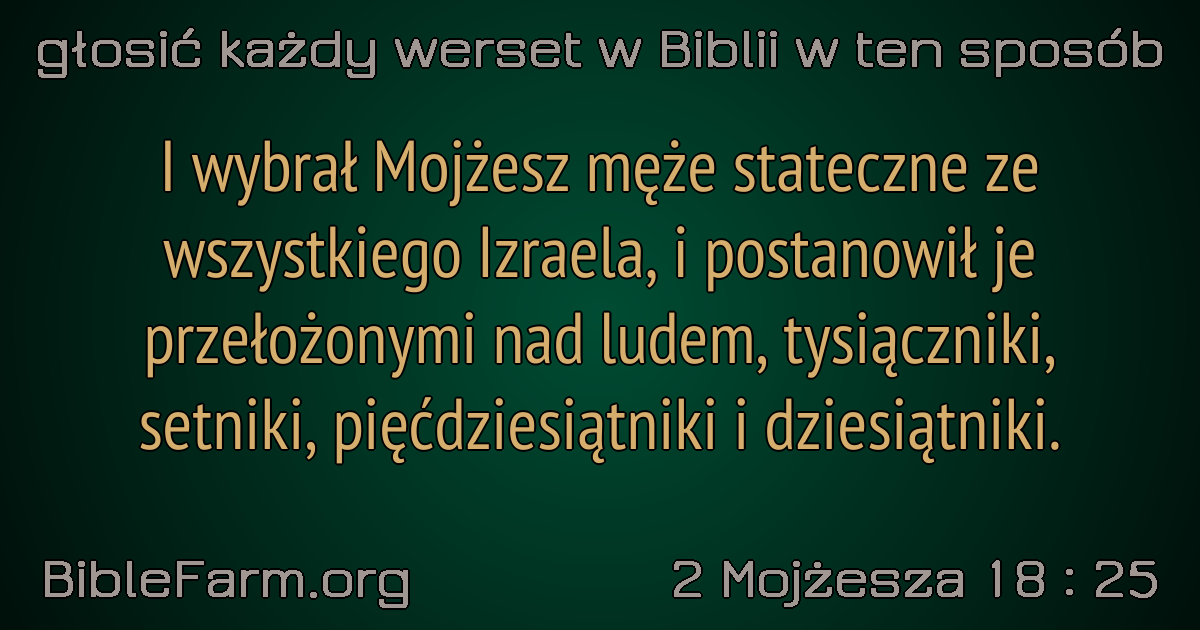 głosić każdy werset w Biblii w ten sposób
I wybrał Mojżesz męże stateczne ze
wszystkiego Izraela, i postanowił je
przełożonymi nad ludem, tysiączniki,
setniki, pięćdziesiątniki i dziesiątniki.
BibleFarm.org
2 Mojżesza 18 : 25